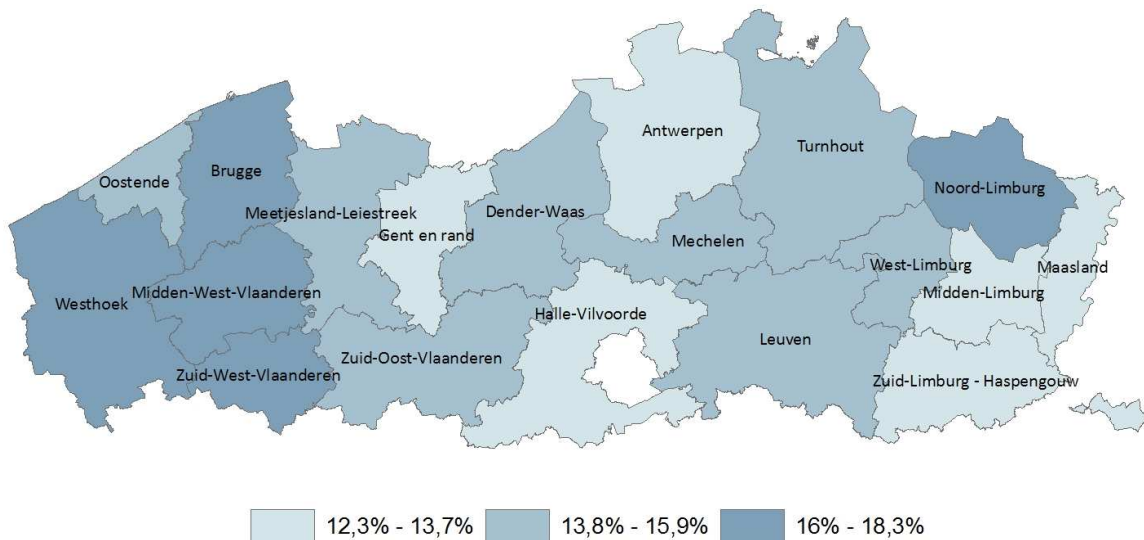 Antwerpen
Turnhout
Brugge
Oostende
Noord-Limburg
Meetjesland-Leiestreek
Dender-Waas
Gent en rand
Mechelen
West-Limburg
Maasland
Midden-West-Vlaanderen
Midden-Limburg
Westhoek
Halle-Vilvoorde
Leuven
Zuid-Oost-Vlaanderen
Zuid-West-Vlaanderen
Zuid-Limburg - Haspengouw
12,3% - 13,7%
13,8% - 15,9%
16% - 18,3%